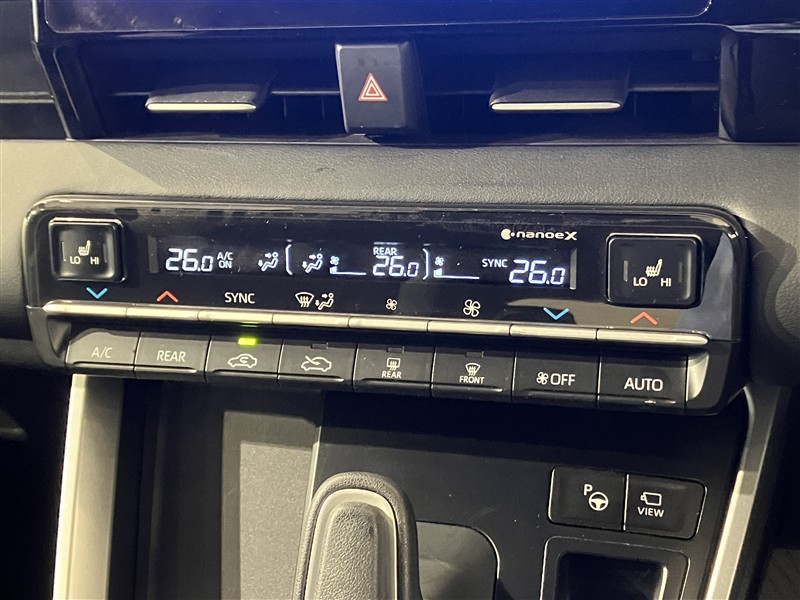 nanoeX
LO HI
26.0 A/C ON
REAR 26.0
SYNC 26.0
LO HI
SYNC
A/C
REAR
REAR
FRONT
OFF
AUTO
P
VIEW